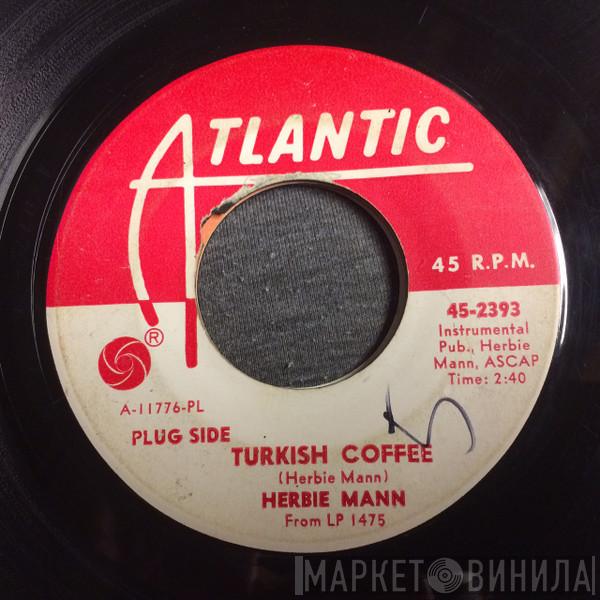 ATLANTIC
45 R.P.M.
45-2393
Instrumental
Pub., Herbie
Mann, ASCAP
Time: 2:40
®
A-11776-PL
PLUG SIDE
TURKISH COFFEE
(Herbie Mann)
HERBIE MANN
From LP 1475
МАРКЕТ ВИНИЛА